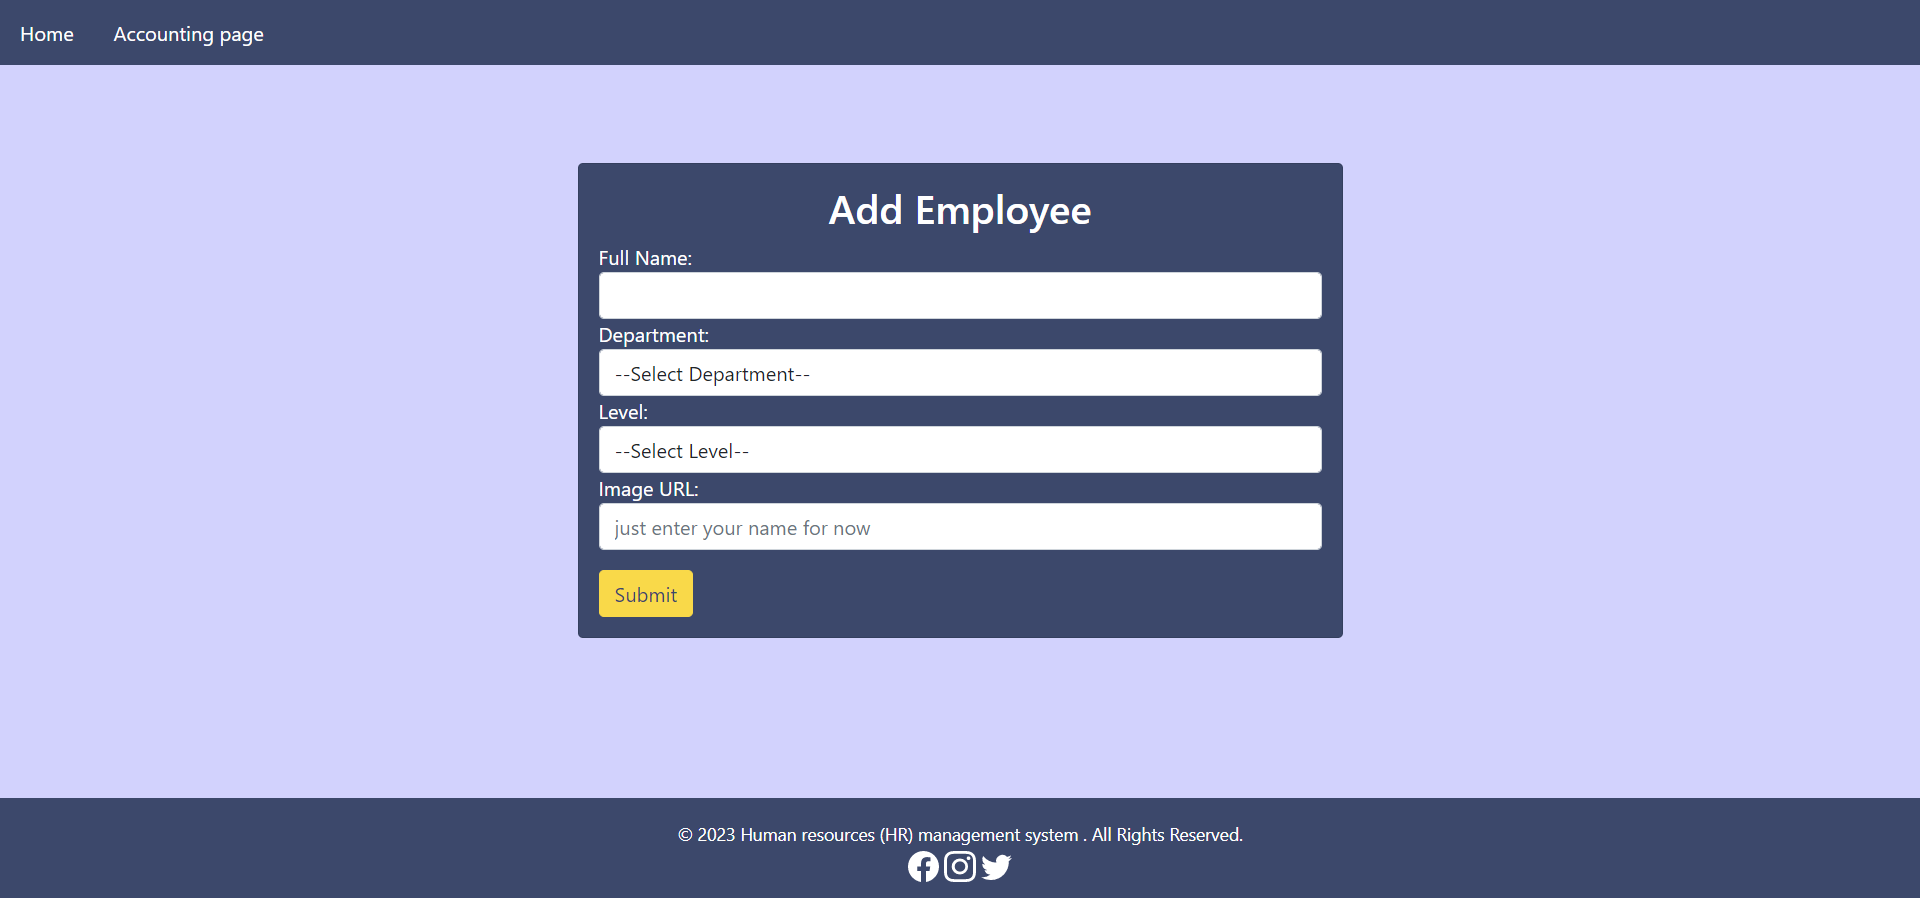 Home Accounting page
Add Employee
Full Name:
Department:
--Select Department--
Level:
--Select Level--
Image URL:
just enter your name for now
Submit
© 2023 Human resources (HR) management system . All Rights Reserved.